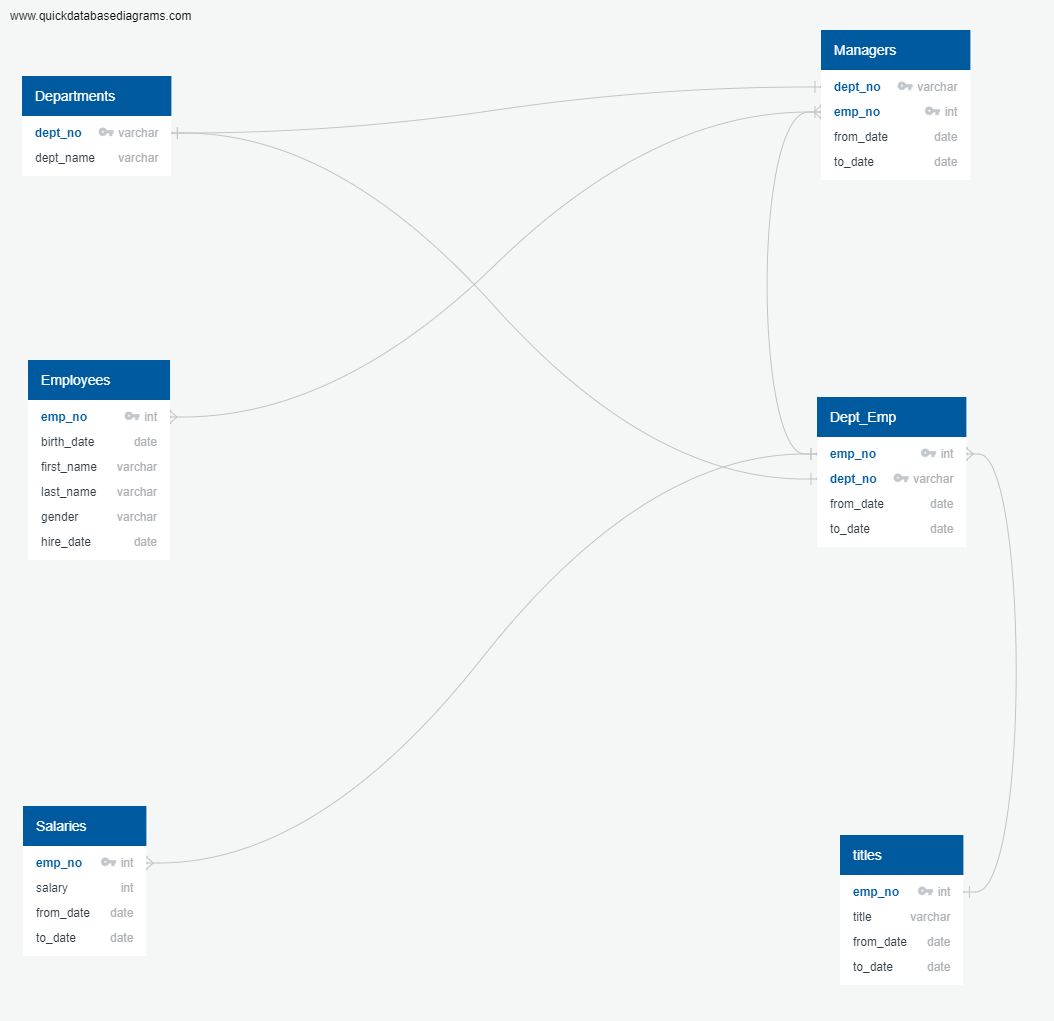 www.quickdatabasediagrams.com
Departments
dept_no varchar
dept_name varchar
Managers
dept_no varchar
emp_no int
from_date date
to_date date
Employees
emp_no int
birth_date date
first_name varchar
last_name varchar
gender varchar
hire_date date
Dept_Emp
emp_no int
dept_no varchar
from_date date
to_date date
Salaries
emp_no int
salary int
from_date date
to_date date
titles
emp_no int
title varchar
from_date date
to_date date